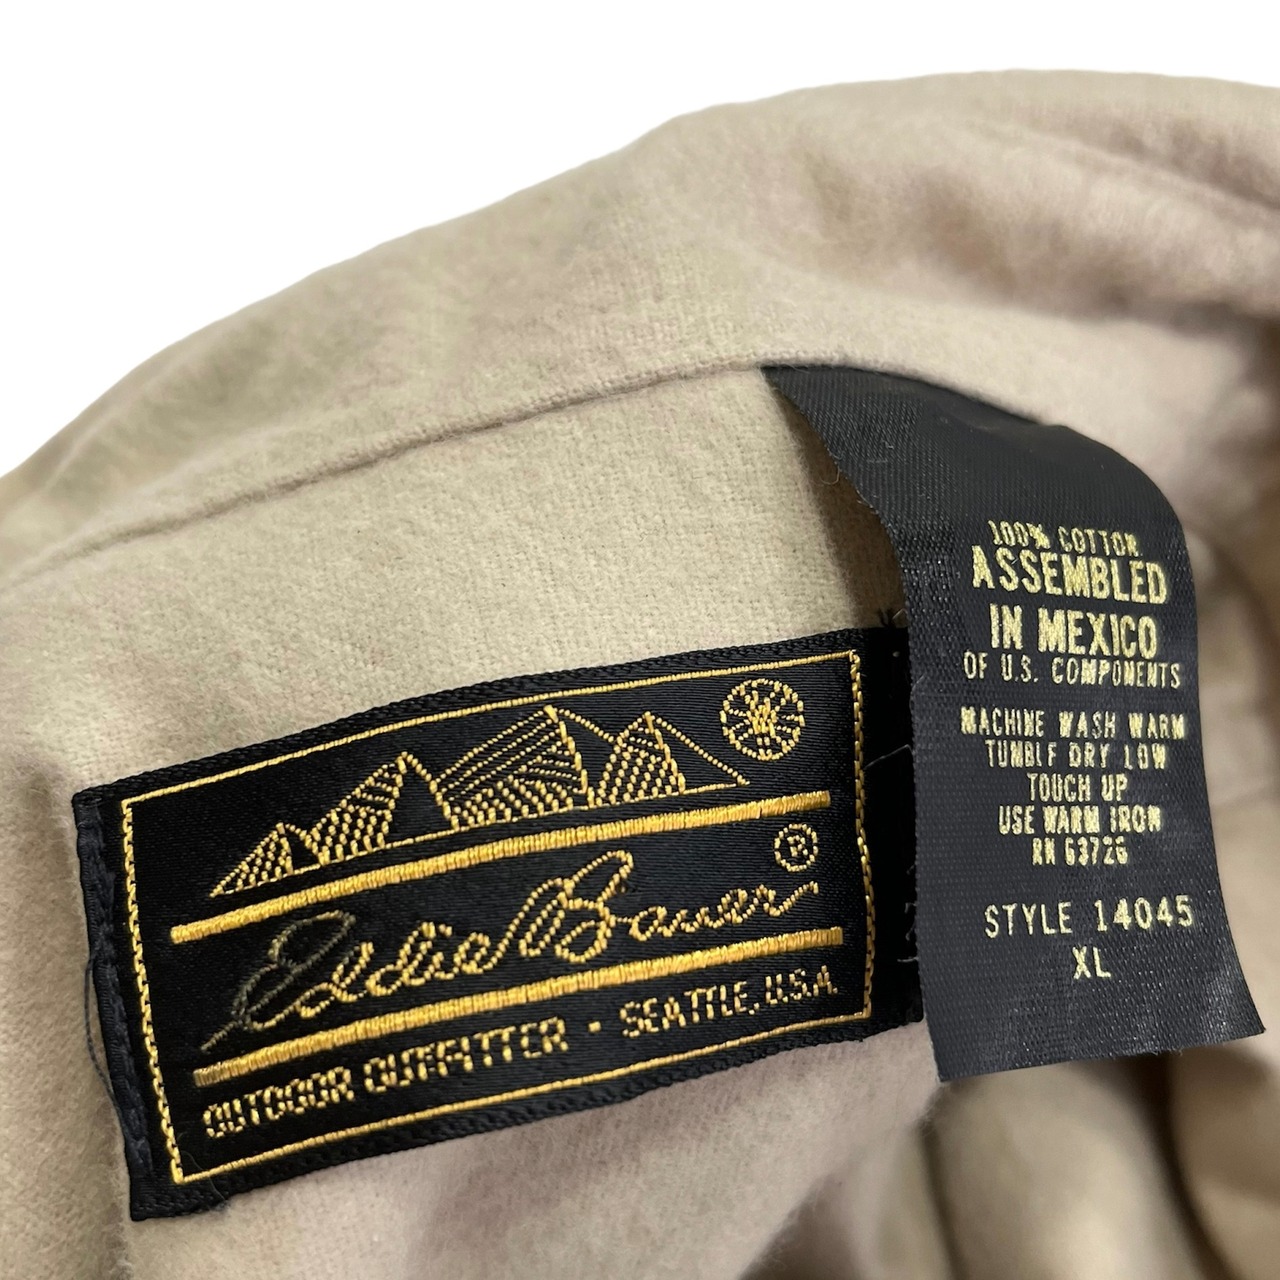 Eddie Bauer ®
OUTDOOR OUTFITTER · SEATTLE, U.S.A.
100% COTTON
ASSEMBLED
IN MEXICO
OF U.S. COMPONENTS
MACHINE WASH WARM
TUMBLE DRY LOW
TOUCH UP
USE WARM IRON
RN 63726
STYLE 14045
XL